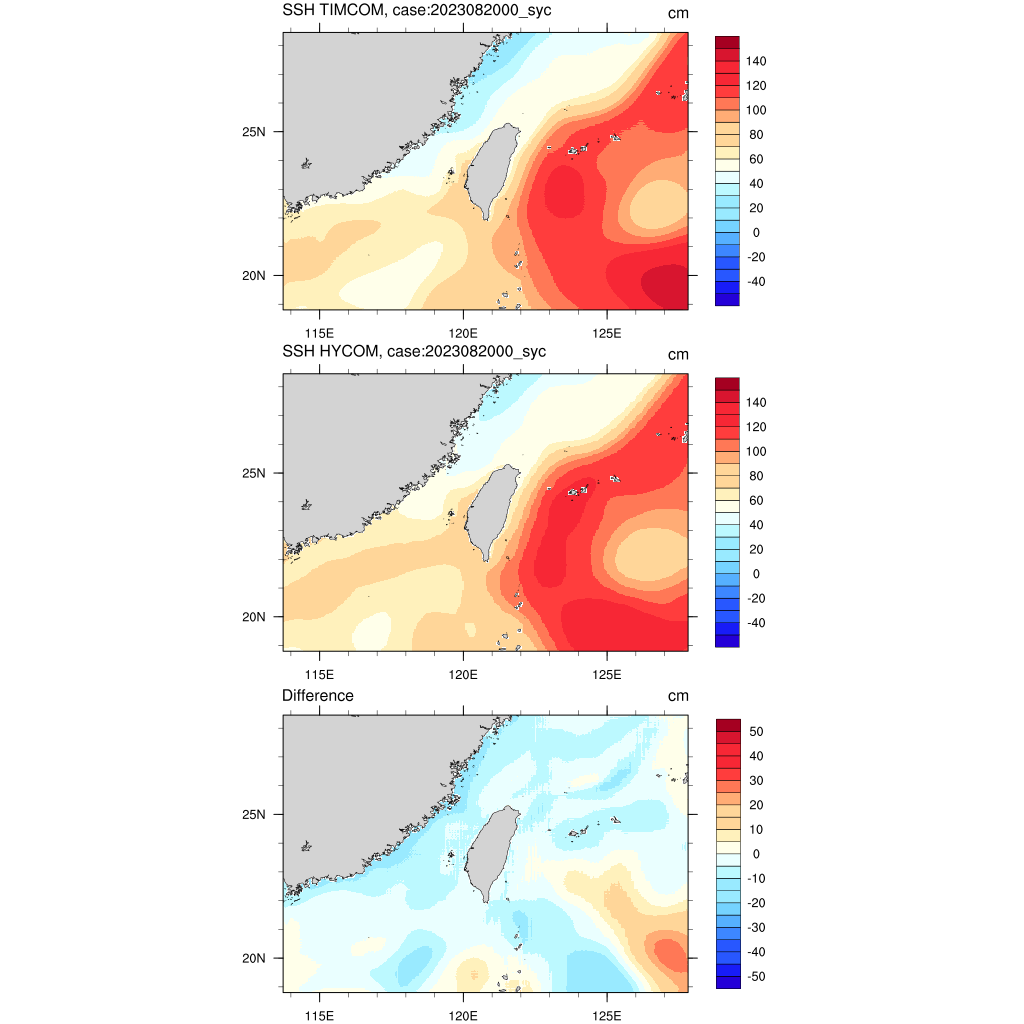 SSH TIMCOM, case:2023082000_syc cm
140
120
25N 100
80
60
40
20
0
20N -20
-40
115E 120E 125E
SSH HYCOM, case:2023082000_syc cm
140
120
25N 100
80
60
40
20
0
-20
20N -40
115E 120E 125E
Difference cm
50
40
30
25N 20
10
0
-10
-20
-30
20N -40
-50
115E 120E 125E